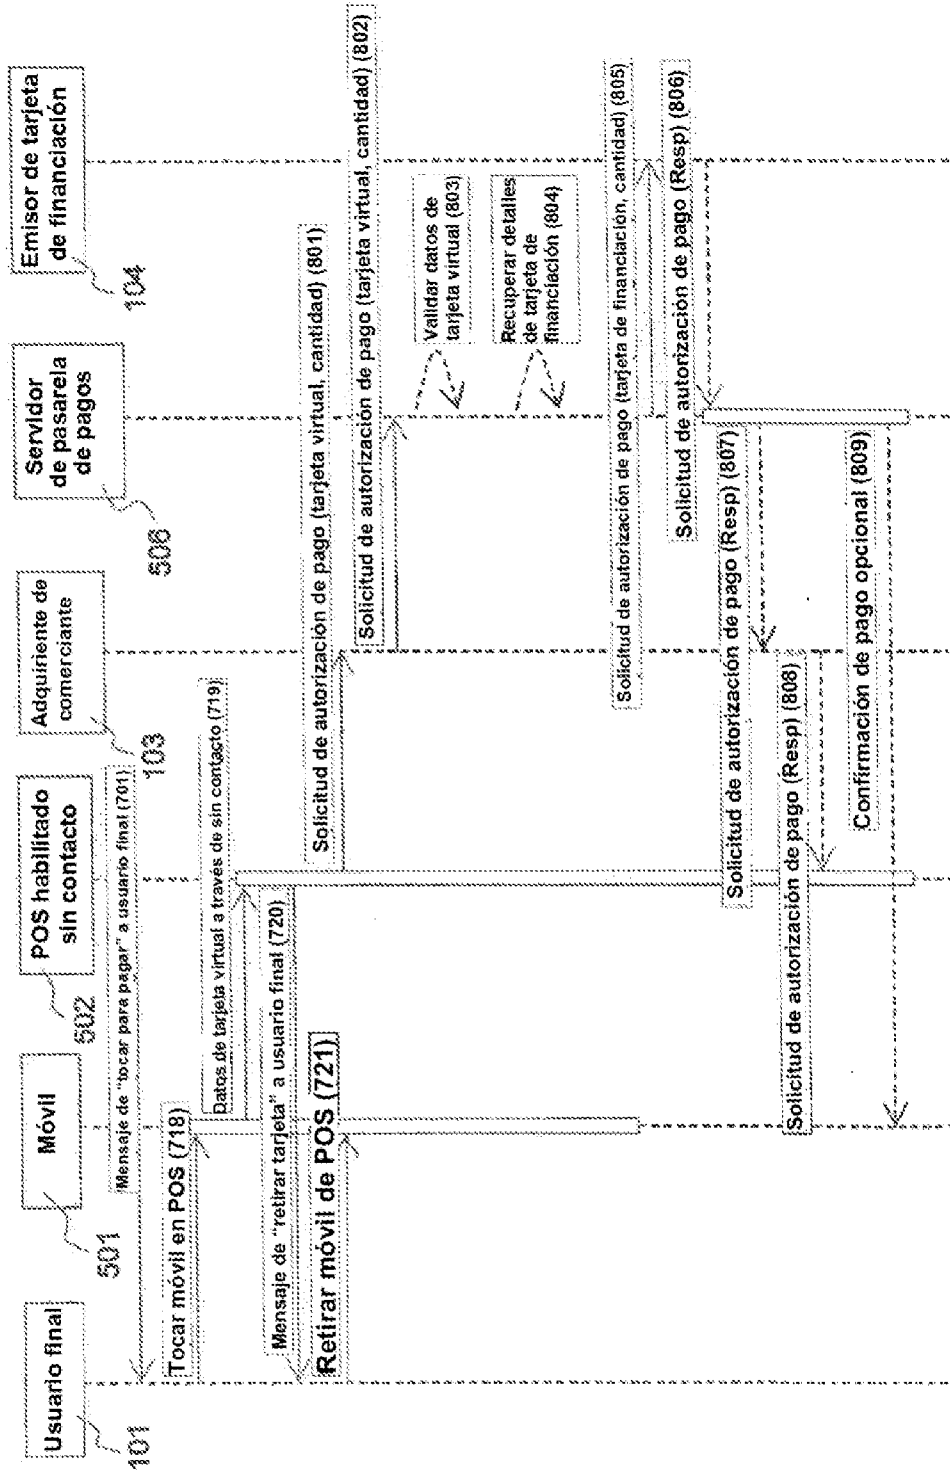 Usuario final
101
Móvil
501
POS habilitado
sin contacto
502
Adquiriente de
comerciante
103
Servidor
de pasarela
de pagos
506
Emisor de tarjeta
de financiación
104
Mensaje de "tocar para pagar" a usuario final (701)
Tocar móvil en POS (718)
Datos de tarjeta virtual a través de sin contacto (719)
Mensaje de "retirar tarjeta" a usuario final (720)
Retirar móvil de POS (721)
Solicitud de autorización de pago (tarjeta virtual, cantidad) (801)
Solicitud de autorización de pago (tarjeta virtual, cantidad) (802)
Validar datos de
tarjeta virtual (803)
Recuperar detalles
de tarjeta de
financiación (804)
Solicitud de autorización de pago (tarjeta de financiación, cantidad) (805)
Solicitud de autorización de pago (Resp) (806)
Solicitud de autorización de pago (Resp) (807)
Solicitud de autorización de pago (Resp) (808)
Confirmación de pago opcional (809)